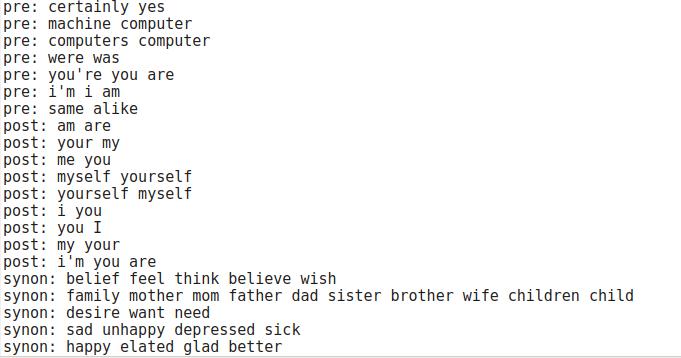 pre: certainly yes
pre: machine computer
pre: computers computer
pre: were was
pre: you're you are
pre: i'm i am
pre: same alike
post: am are
post: your my
post: me you
post: myself yourself
post: yourself myself
post: i you
post: you I
post: my your
post: i'm you are
synon: belief feel think believe wish
synon: family mother mom father dad sister brother wife children child
synon: desire want need
synon: sad unhappy depressed sick
synon: happy elated glad better